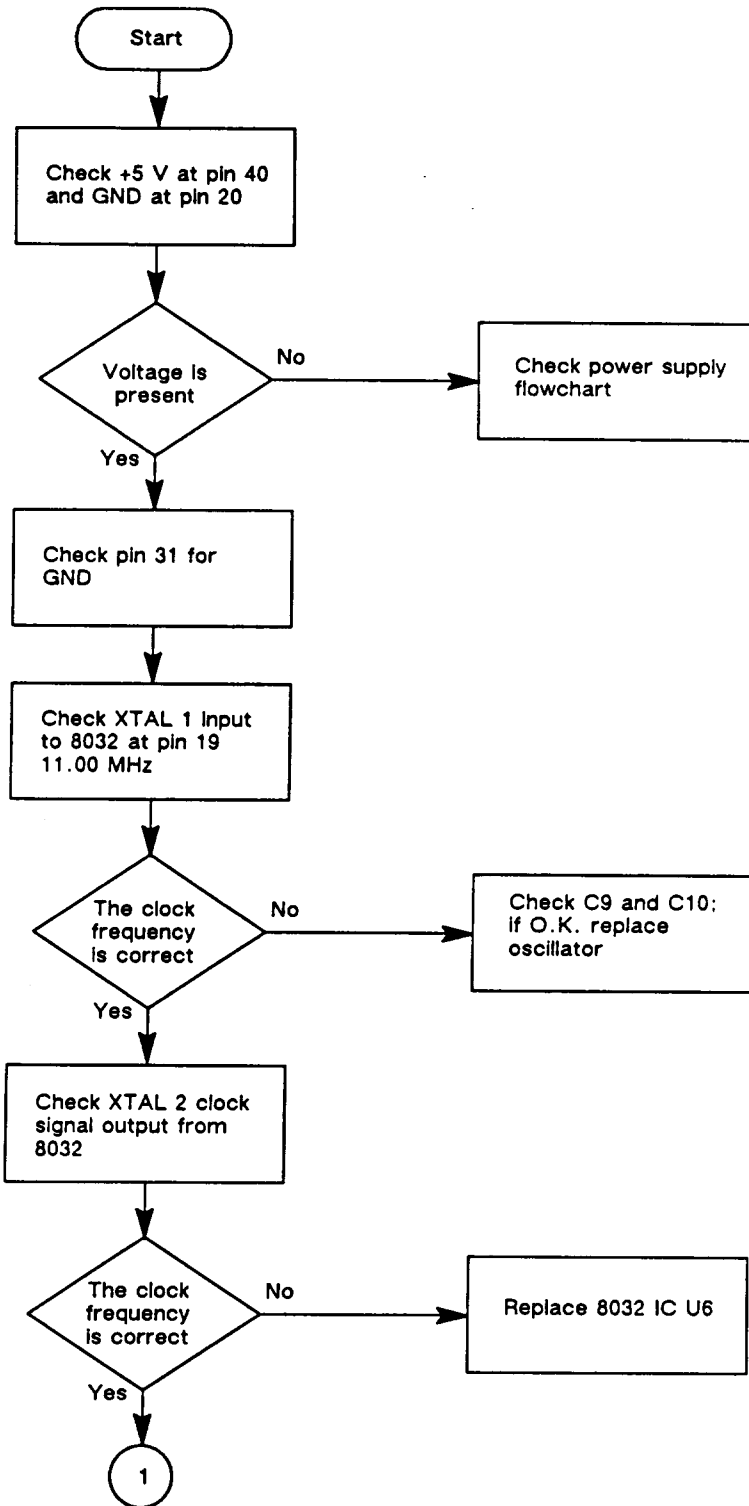 Start
Check +5 V at pin 40
and GND at pin 20
Voltage is
present
No
Check power supply
flowchart
Yes
Check pin 31 for
GND
Check XTAL 1 input
to 8032 at pin 19
11.00 MHz
The clock
frequency
is correct
No
Check C9 and C10;
if O.K. replace
oscillator
Yes
Check XTAL 2 clock
signal output from
8032
The clock
frequency
is correct
No
Replace 8032 IC U6
Yes
1